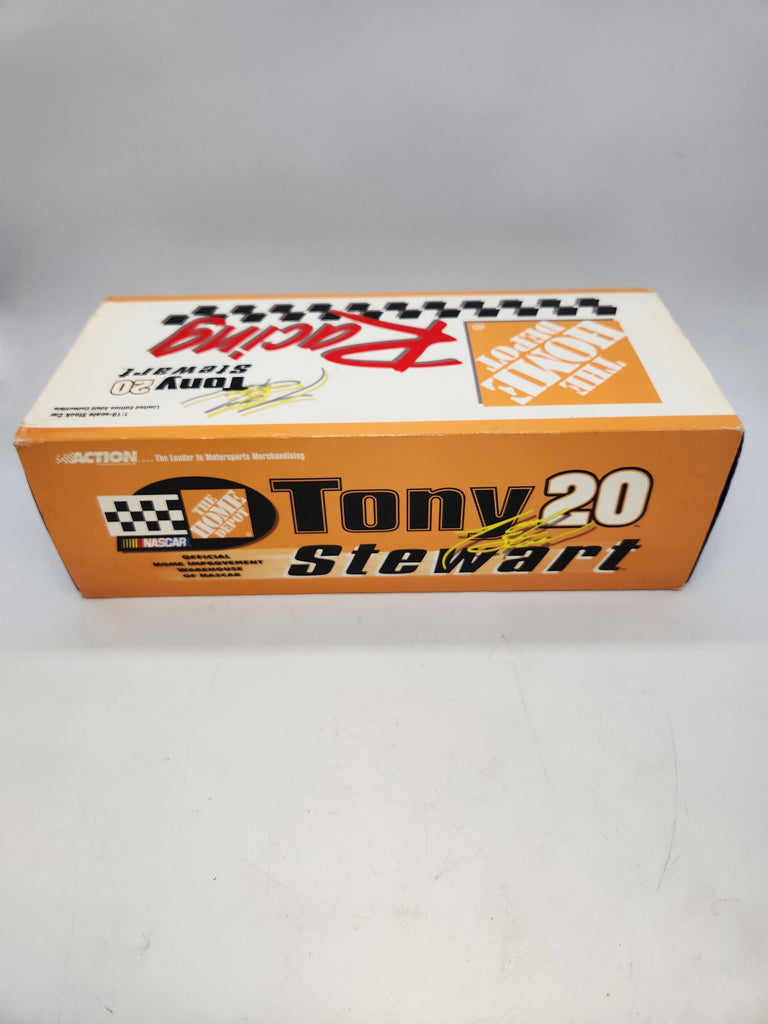 THE
HOME
DEPOT
®
Racing
Tony 20
Stewart
1:18-scale Stock Car
Limited Edition Adult Collectible
ACTION .... The Leader In Motorsports Merchandising
NASCAR
THE
HOME
DEPOT
OFFICIAL
HOME IMPROVEMENT
WAREHOUSE
OF NASCAR
Tony 20
Stewart